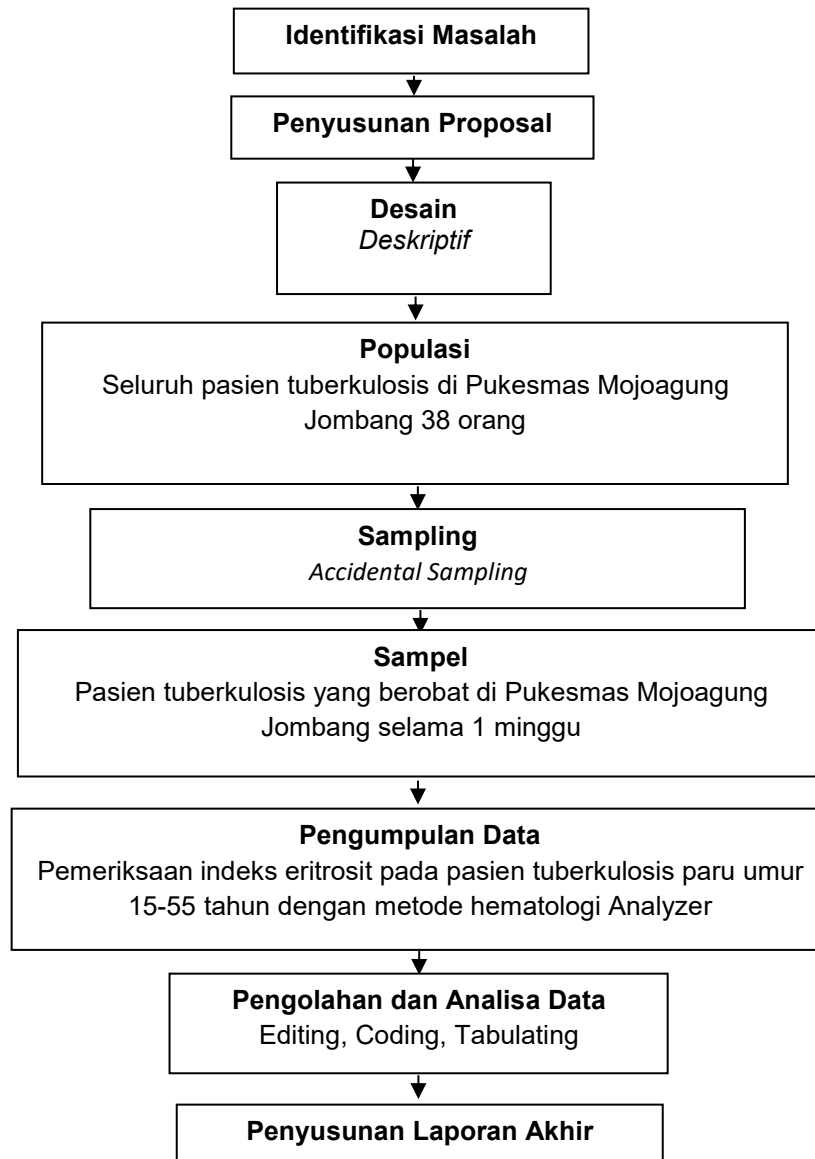 Identifikasi Masalah
Penyusunan Proposal
Desain
Deskriptif
Populasi
Seluruh pasien tuberkulosis di Pukesmas Mojoagung
Jombang 38 orang
Sampling
Accidental Sampling
Sampel
Pasien tuberkulosis yang berobat di Pukesmas Mojoagung
Jombang selama 1 minggu
Pengumpulan Data
Pemeriksaan indeks eritrosit pada pasien tuberkulosis paru umur
15-55 tahun dengan metode hematologi Analyzer
Pengolahan dan Analisa Data
Editing, Coding, Tabulating
Penyusunan Laporan Akhir